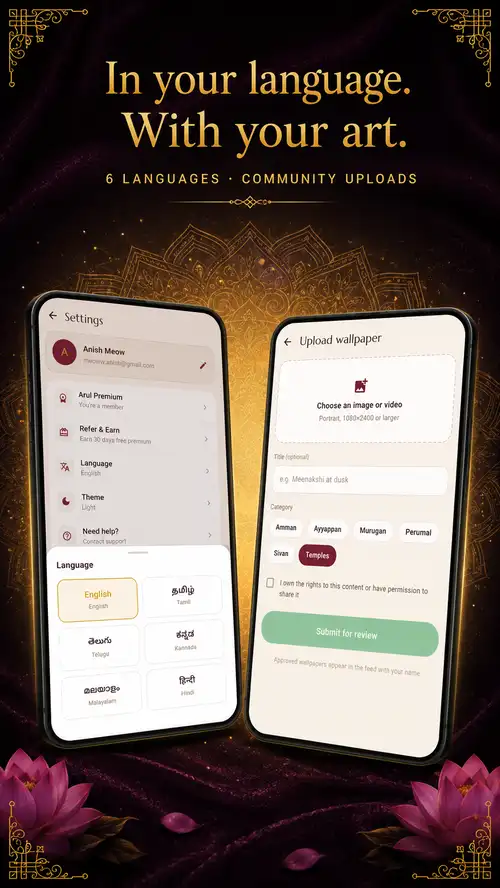 In your language.
With your art.
6 LANGUAGES · COMMUNITY UPLOADS
Settings
A
Anish Meow
meoww.anish@gmail.com
Arul Premium
You're a member
Refer & Earn
Earn 30 days free premium
Language
English
Theme
Light
Need help?
Contact support
Language
English
English
தமிழ்
Tamil
తెలుగు
Telugu
ಕನ್ನಡ
Kannada
മലയാളം
Malayalam
हिन्दी
Hindi
Upload wallpaper
Choose an image or video
Portrait, 1080×2400 or larger
Title (optional)
e.g. Meenakshi at dusk
Category
Amman
Ayyappan
Murugan
Perumal
Sivan
Temples
I own the rights to this content or have permission to
share it
Submit for review
Approved wallpapers appear in the feed with your name